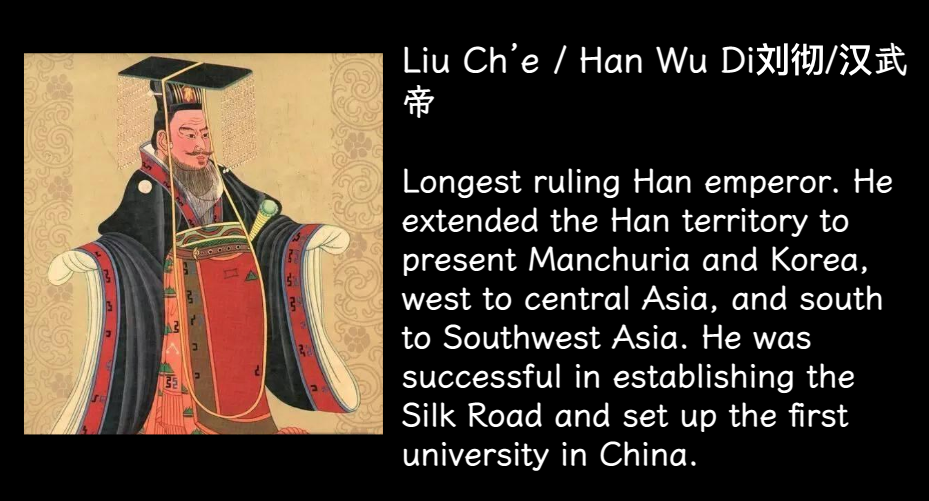 Liu Ch’e / Han Wu Di刘彻/汉武
帝
Longest ruling Han emperor. He
extended the Han territory to
present Manchuria and Korea,
west to central Asia, and south
to Southwest Asia. He was
successful in establishing the
Silk Road and set up the first
university in China.